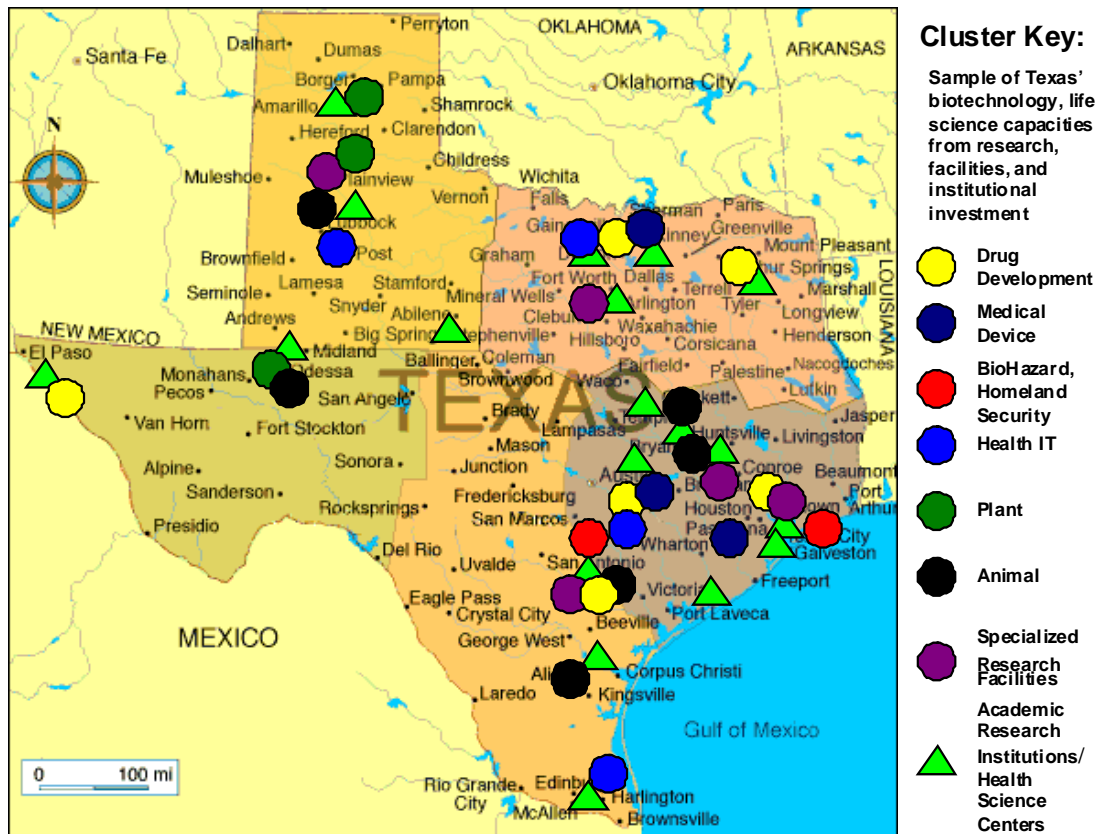 Perryton
OKLAHOMA
Dalhart
Dumas
ARKANSAS
Santa Fe
Borger
Pampa
Oklahoma City
Amarillo
Shamrock
N
Hereford
Clarendon
Childress
Muleshoe
Vernon
Wichita
Falls
Paris
Greenville
Mount Pleasant
Brownfield
Post
Graham
Lamesa
Stamford
Fort Worth
Dallas
Terrell
Marshall
Seminole
Snyder
Mineral Wells
Arlington
Tyler
Longview
LOUISIANA
Andrews
Abilene
Waxahachie
Henderson
NEW MEXICO
Big Spring
Hillsboro
Corsicana
El Paso
Midland
Ballinger
Coleman
Fairfield
Palestine
Nacogdoches
Monahans
Brownwood
Waco
Lufkin
Pecos
San Angelo
TEXAS
Brady
Jasper
Van Horn
Fort Stockton
Lampasas
Huntsville
Livingston
Mason
Alpine
Sonora
Junction
Conroe
Beaumont
Sanderson
Fredericksburg
Port
Arthur
Rocksprings
San Marcos
Houston
Presidio
Wharton
Galveston
Del Rio
Uvalde
Freeport
Eagle Pass
Victoria
Crystal City
Port Laveca
Beeville
MEXICO
George West
Corpus Christi
Laredo
Kingsville
Gulf of Mexico
0 100 mi
Rio Grande
City
Harlington
McAllen
Brownsville
Cluster Key:
Sample of Texas’
biotechnology, life
science capacities
from research,
facilities, and
institutional
investment
Drug
Development
Medical
Device
BioHazard,
Homeland
Security
Health IT
Plant
Animal
Specialized
Research
Facilities
Academic
Research
Institutions/
Health
Science
Centers